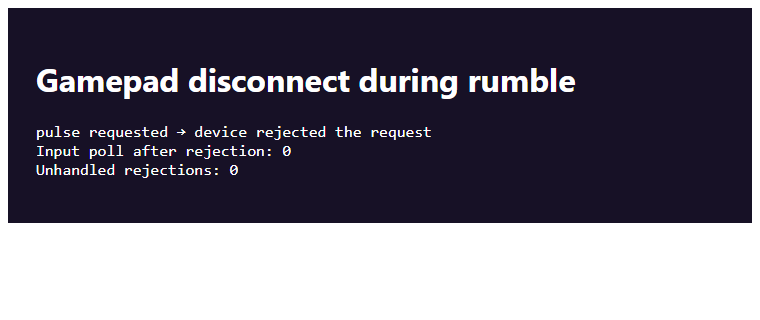 Gamepad disconnect during rumble
pulse requested → device rejected the request
Input poll after rejection: 0
Unhandled rejections: 0